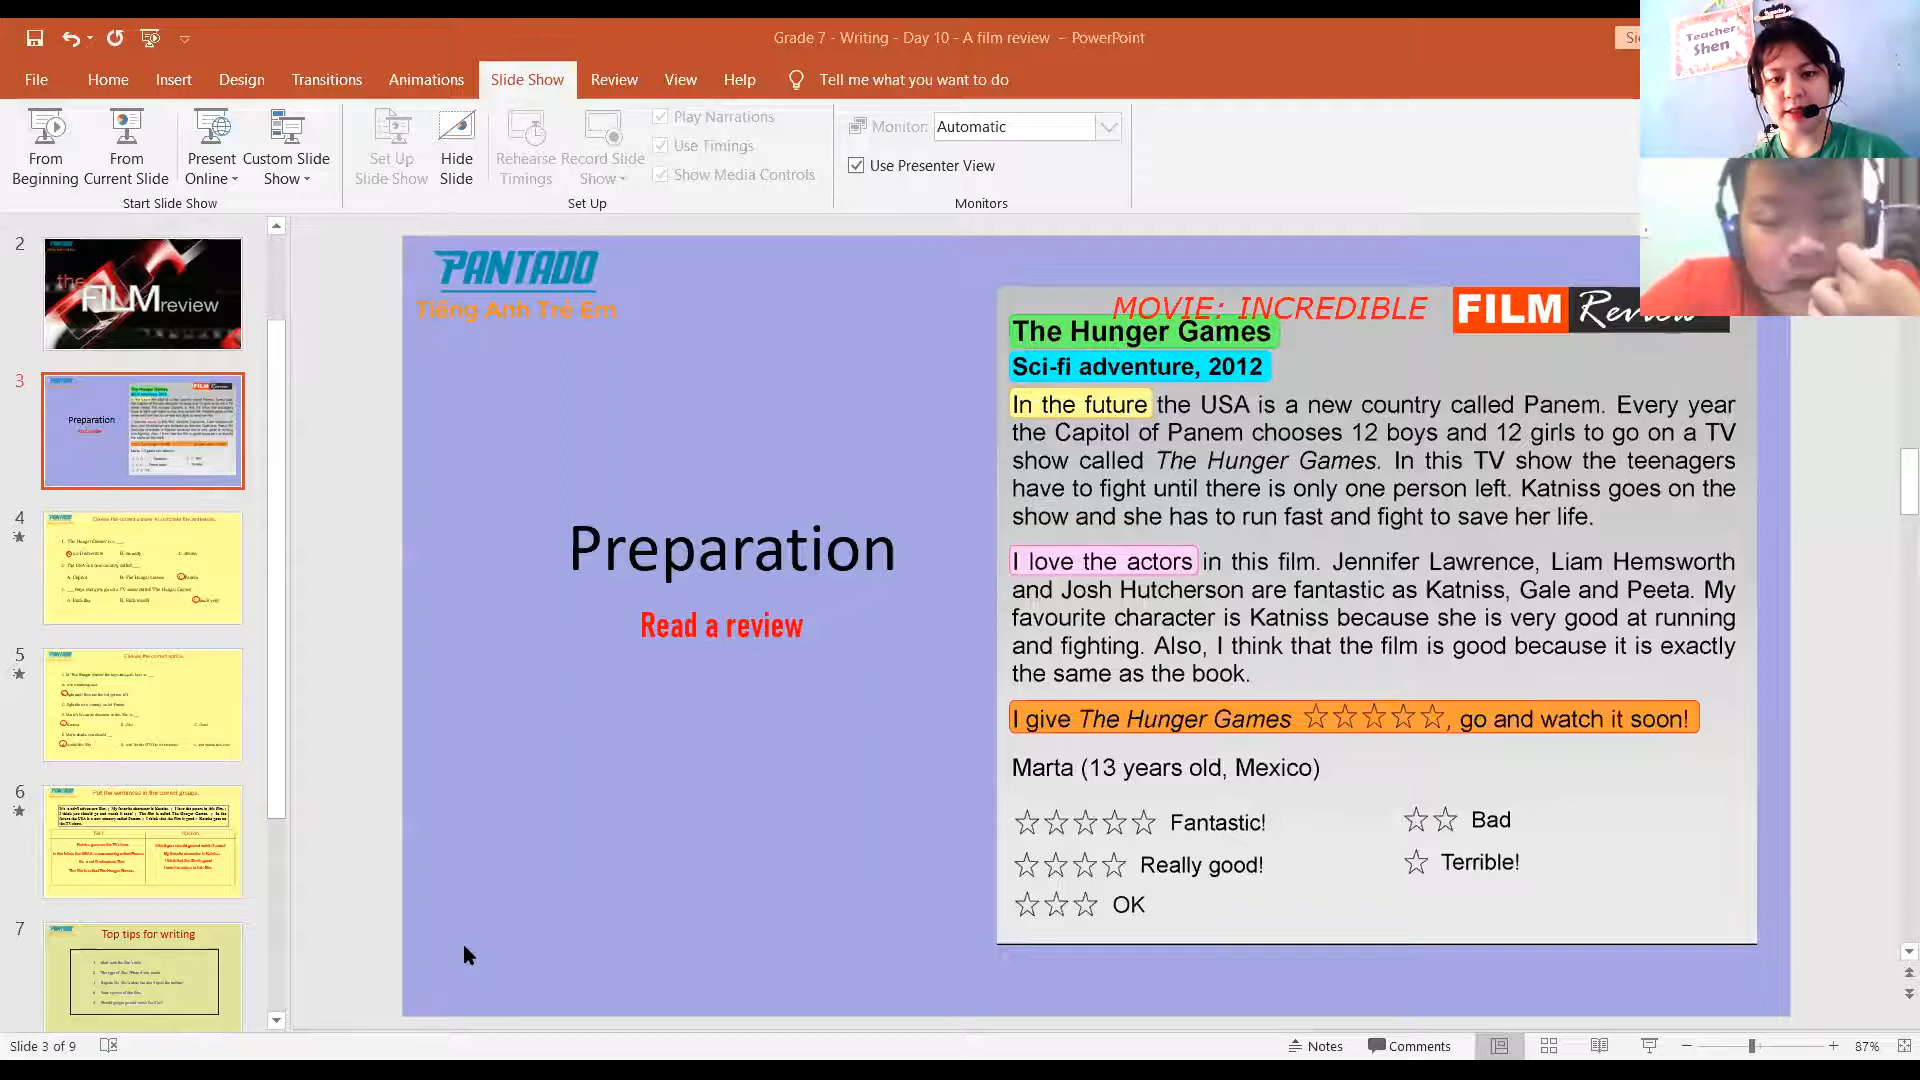 Grade 7 - Writing - Day 10 - A film review - PowerPoint
File Home Insert Design Transitions Animations Slide Show Review View Help Tell me what you want to do
From Beginning
From Current Slide
Present Online
Custom Slide Show
Set Up Slide Show
Hide Slide
Rehearse Timings
Record Slide Show
Play Narrations
Use Timings
Show Media Controls
Monitor: Automatic
Use Presenter View
Start Slide Show
Set Up
Monitors
Teacher
Shen
2
the FILM review
3
Preparation
4
5
6
7
Top tips for writing
PANTADO
Tiếng Anh Trẻ Em
Preparation
Read a review
MOVIE: INCREDIBLE
FILM Review
The Hunger Games
Sci-fi adventure, 2012
In the future the USA is a new country called Panem. Every year
the Capitol of Panem chooses 12 boys and 12 girls to go on a TV
show called The Hunger Games. In this TV show the teenagers
have to fight until there is only one person left. Katniss goes on the
show and she has to run fast and fight to save her life.
I love the actors in this film. Jennifer Lawrence, Liam Hemsworth
and Josh Hutcherson are fantastic as Katniss, Gale and Peeta. My
favourite character is Katniss because she is very good at running
and fighting. Also, I think that the film is good because it is exactly
the same as the book.
I give The Hunger Games ☆☆☆☆☆, go and watch it soon!
Marta (13 years old, Mexico)
☆☆☆☆☆ Fantastic!
☆☆ Bad
☆☆☆☆ Really good!
☆ Terrible!
☆☆☆ OK
Slide 3 of 9
Notes
Comments
87%